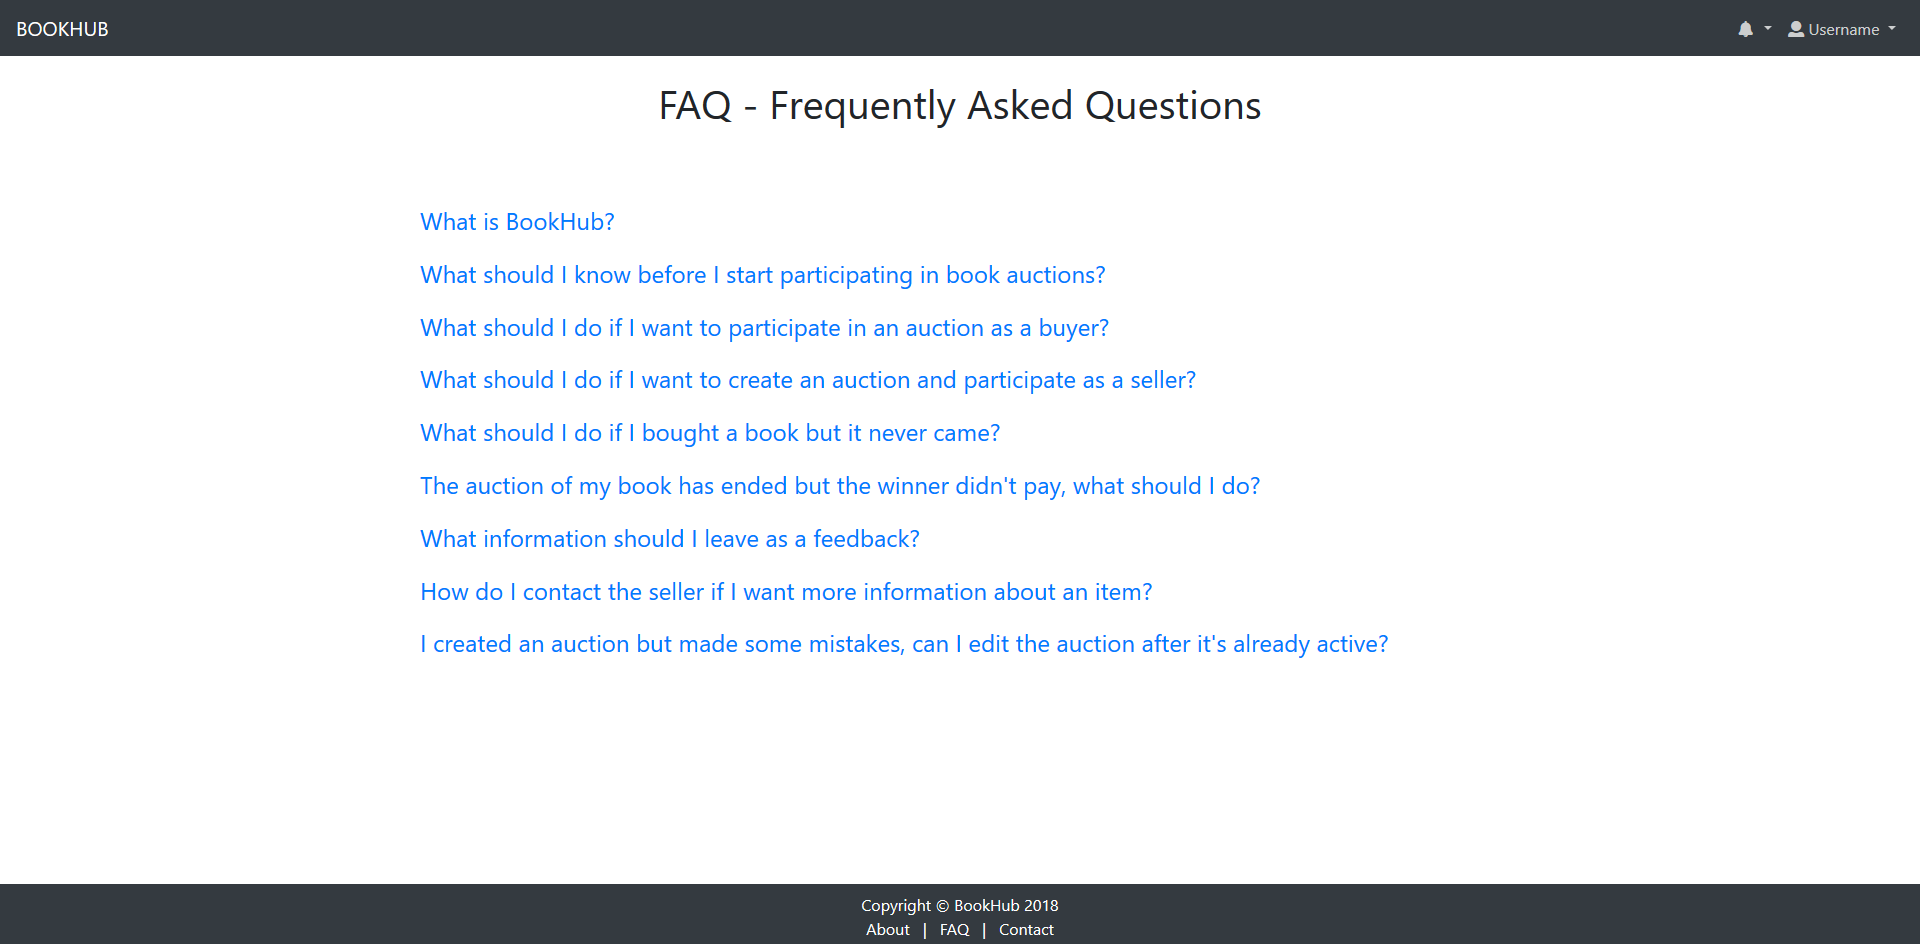 BOOKHUB
Username
FAQ - Frequently Asked Questions
What is BookHub?
What should I know before I start participating in book auctions?
What should I do if I want to participate in an auction as a buyer?
What should I do if I want to create an auction and participate as a seller?
What should I do if I bought a book but it never came?
The auction of my book has ended but the winner didn't pay, what should I do?
What information should I leave as a feedback?
How do I contact the seller if I want more information about an item?
I created an auction but made some mistakes, can I edit the auction after it's already active?
Copyright © BookHub 2018
About | FAQ | Contact